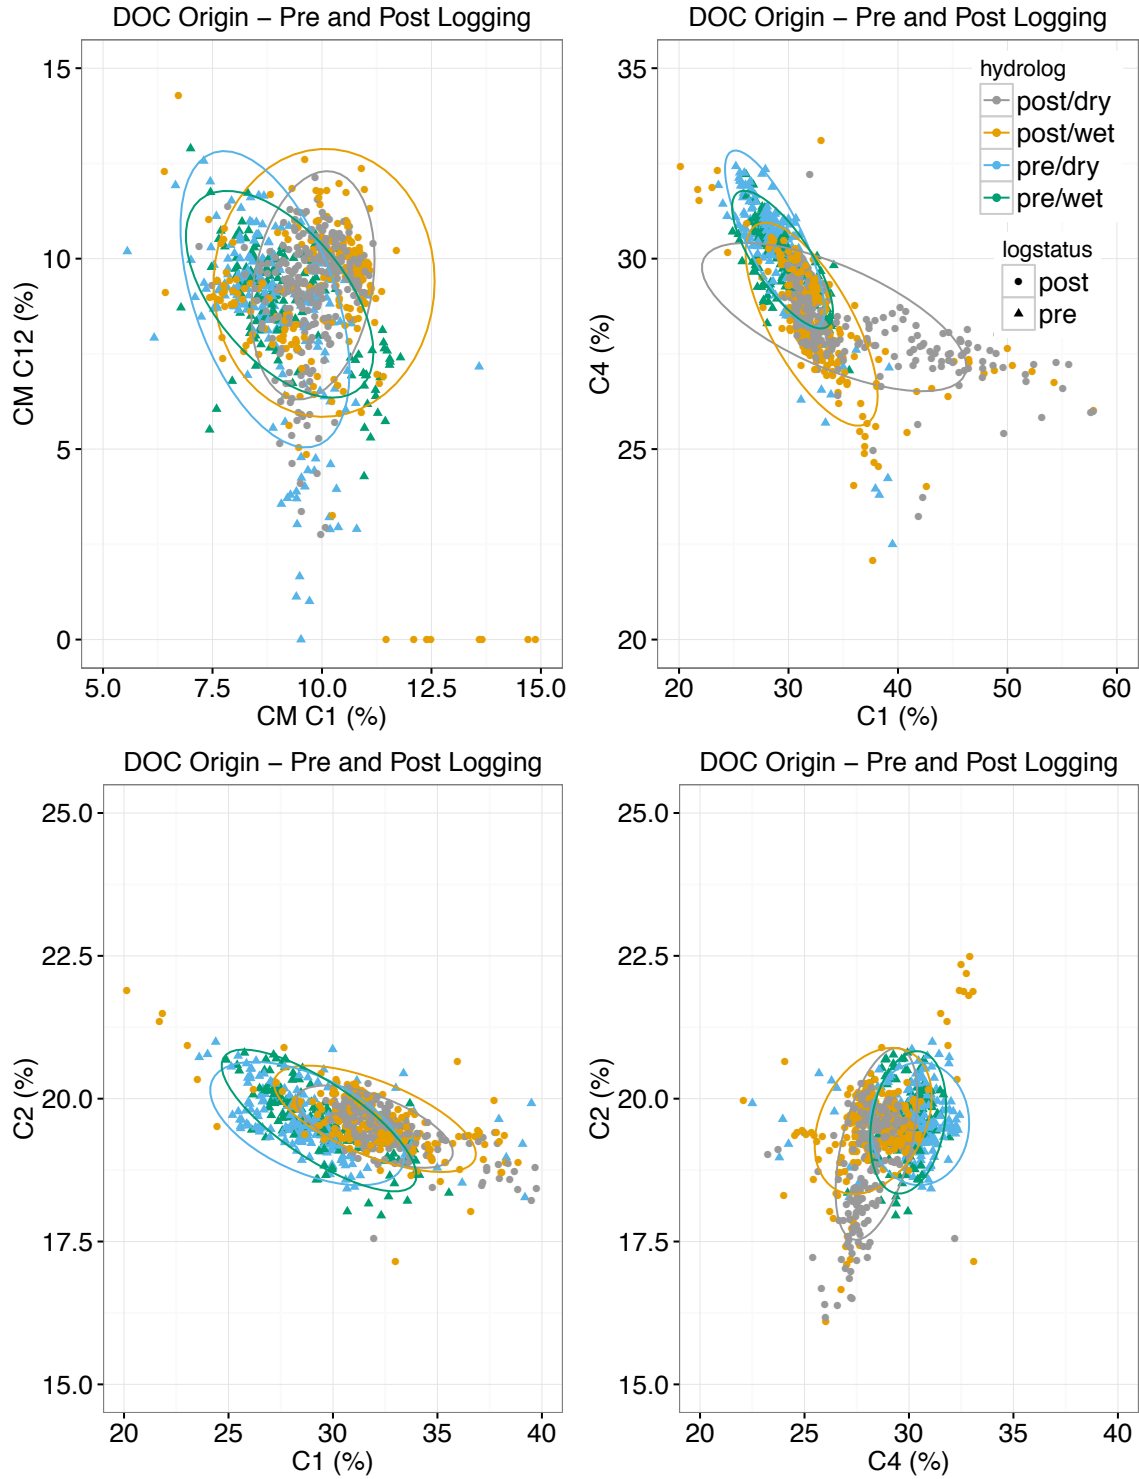 DOC Origin − Pre and Post Logging
15
10
5
0
CM C12 (%)
5.0 7.5 10.0 12.5 15.0
CM C1 (%)
DOC Origin − Pre and Post Logging
35
30
25
20
C4 (%)
20 30 40 50 60
C1 (%)
hydrolog
post/dry
post/wet
pre/dry
pre/wet
logstatus
post
pre
DOC Origin − Pre and Post Logging
25.0
22.5
20.0
17.5
15.0
C2 (%)
20 25 30 35 40
C1 (%)
DOC Origin − Pre and Post Logging
25.0
22.5
20.0
17.5
15.0
C2 (%)
20 25 30 35 40
C4 (%)